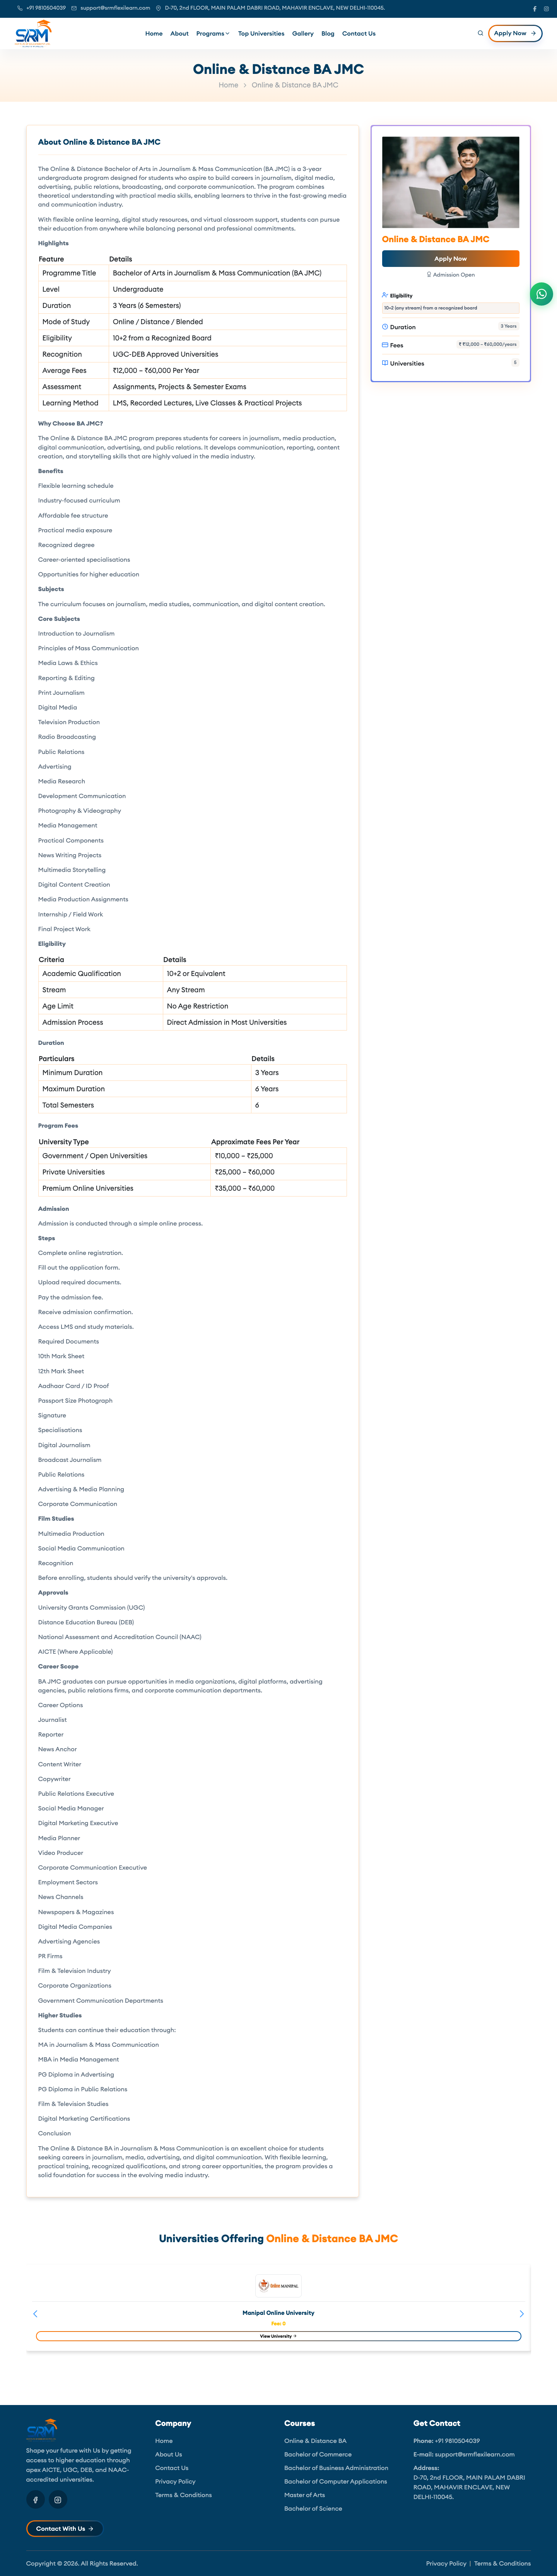 +91 9810504039 support@srmflexilearn.com D-70, 2nd FLOOR, MAIN PALAM DABRI ROAD, MAHAVIR ENCLAVE, NEW DELHI-110045.
SRM
Home About Programs Top Universities Gallery Blog Contact Us Apply Now
Online & Distance BA JMC
Home Online & Distance BA JMC
About Online & Distance BA JMC
The Online & Distance Bachelor of Arts in Journalism & Mass Communication (BA JMC) is a 3-year
undergraduate program designed for students who aspire to build careers in journalism, digital media,
advertising, public relations, broadcasting, and corporate communication. The program combines
theoretical understanding with practical media skills, enabling learners to thrive in the fast-growing media
and communication industry.
With flexible online learning, digital study resources, and virtual classroom support, students can pursue
their education from anywhere while balancing personal and professional commitments.
Highlights
Feature Details
Programme Title Bachelor of Arts in Journalism & Mass Communication (BA JMC)
Level Undergraduate
Duration 3 Years (6 Semesters)
Mode of Study Online / Distance / Blended
Eligibility 10+2 from a Recognized Board
Recognition UGC-DEB Approved Universities
Average Fees ₹12,000 – ₹60,000 Per Year
Assessment Assignments, Projects & Semester Exams
Learning Method LMS, Recorded Lectures, Live Classes & Practical Projects
Why Choose BA JMC?
The Online & Distance BA JMC program prepares students for careers in journalism, media production,
digital communication, advertising, and public relations. It develops communication, reporting, content
creation, and storytelling skills that are highly valued in the media industry.
Benefits
Flexible learning schedule
Industry-focused curriculum
Affordable fee structure
Practical media exposure
Recognized degree
Career-oriented specialisations
Opportunities for higher education
Subjects
The curriculum focuses on journalism, media studies, communication, and digital content creation.
Core Subjects
Introduction to Journalism
Principles of Mass Communication
Media Laws & Ethics
Reporting & Editing
Print Journalism
Digital Media
Television Production
Radio Broadcasting
Public Relations
Advertising
Media Research
Development Communication
Photography & Videography
Media Management
Practical Components
News Writing Projects
Multimedia Storytelling
Digital Content Creation
Media Production Assignments
Internship / Field Work
Final Project Work
Eligibility
Criteria Details
Academic Qualification 10+2 or Equivalent
Stream Any Stream
Age Limit No Age Restriction
Admission Process Direct Admission in Most Universities
Duration
Particulars Details
Minimum Duration 3 Years
Maximum Duration 6 Years
Total Semesters 6
Program Fees
University Type Approximate Fees Per Year
Government / Open Universities ₹10,000 – ₹25,000
Private Universities ₹25,000 – ₹60,000
Premium Online Universities ₹35,000 – ₹60,000
Admission
Admission is conducted through a simple online process.
Steps
Complete online registration.
Fill out the application form.
Upload required documents.
Pay the admission fee.
Receive admission confirmation.
Access LMS and study materials.
Required Documents
10th Mark Sheet
12th Mark Sheet
Aadhaar Card / ID Proof
Passport Size Photograph
Signature
Specialisations
Digital Journalism
Broadcast Journalism
Public Relations
Advertising & Media Planning
Corporate Communication
Film Studies
Multimedia Production
Social Media Communication
Recognition
Before enrolling, students should verify the university's approvals.
Approvals
University Grants Commission (UGC)
Distance Education Bureau (DEB)
National Assessment and Accreditation Council (NAAC)
AICTE (Where Applicable)
Career Scope
BA JMC graduates can pursue opportunities in media organizations, digital platforms, advertising
agencies, public relations firms, and corporate communication departments.
Career Options
Journalist
Reporter
News Anchor
Content Writer
Copywriter
Public Relations Executive
Social Media Manager
Digital Marketing Executive
Media Planner
Video Producer
Corporate Communication Executive
Employment Sectors
News Channels
Newspapers & Magazines
Digital Media Companies
Advertising Agencies
PR Firms
Film & Television Industry
Corporate Organizations
Government Communication Departments
Higher Studies
Students can continue their education through:
MA in Journalism & Mass Communication
MBA in Media Management
PG Diploma in Advertising
PG Diploma in Public Relations
Film & Television Studies
Digital Marketing Certifications
Conclusion
The Online & Distance BA in Journalism & Mass Communication is an excellent choice for students
seeking careers in journalism, media, advertising, and digital communication. With flexible learning,
practical training, recognized qualifications, and strong career opportunities, the program provides a
solid foundation for success in the evolving media industry.
Online & Distance BA JMC
Apply Now
Admission Open
Eligibility
10+2 (any stream) from a recognized board
Duration 3 Years
Fees ₹ ₹12,000 – ₹60,000/years
Universities 5
Universities Offering Online & Distance BA JMC
MANIPAL
Manipal Online University
View University
SRM
Shape your future with Us by getting
access to higher education through
apex AICTE, UGC, DEB, and NAAC-
accredited universities.
Contact With Us
Company
Home
About Us
Contact Us
Privacy Policy
Terms & Conditions
Courses
Online & Distance BA
Bachelor of Commerce
Bachelor of Business Administration
Bachelor of Computer Applications
Master of Arts
Bachelor of Science
Get Contact
Phone: +91 9810504039
E-mail: support@srmflexilearn.com
Address:
D-70, 2nd FLOOR, MAIN PALAM DABRI
ROAD, MAHAVIR ENCLAVE, NEW
DELHI-110045.
Copyright © 2026. All Rights Reserved.
Privacy Policy | Terms & Conditions